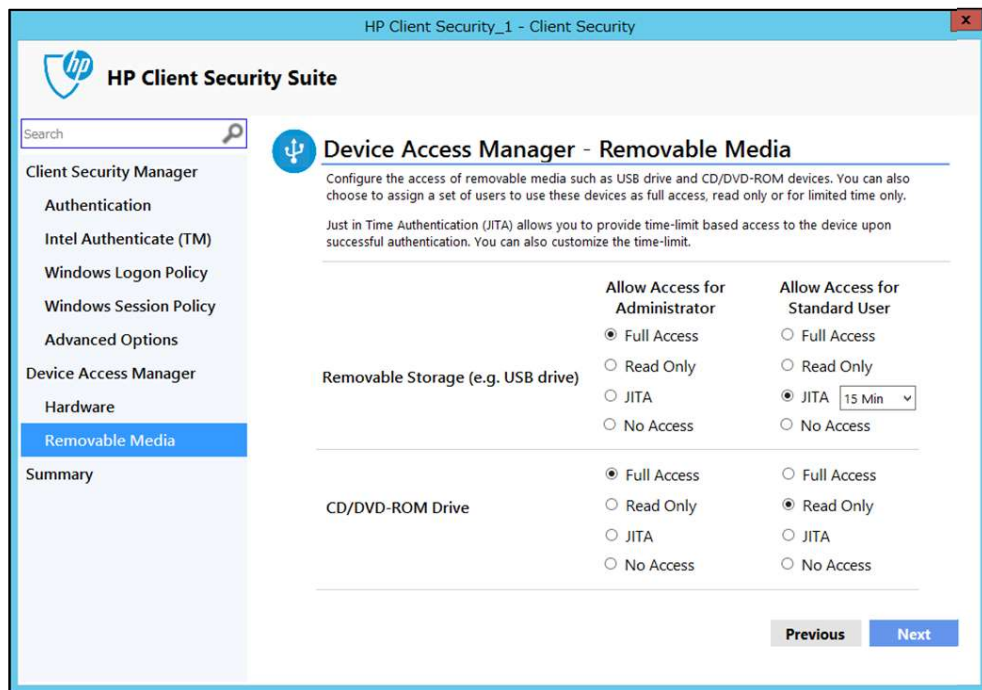 HP Client Security_1 - Client Security
x
hp
HP Client Security Suite
Search
Client Security Manager
Authentication
Intel Authenticate (TM)
Windows Logon Policy
Windows Session Policy
Advanced Options
Device Access Manager
Hardware
Removable Media
Summary
Device Access Manager - Removable Media
Configure the access of removable media such as USB drive and CD/DVD-ROM devices. You can also
choose to assign a set of users to use these devices as full access, read only or for limited time only.
Just in Time Authentication (JITA) allows you to provide time-limit based access to the device upon
successful authentication. You can also customize the time-limit.
Allow Access for
Administrator
Allow Access for
Standard User
Removable Storage (e.g. USB drive)
Full Access
Read Only
JITA
No Access
Full Access
Read Only
JITA 15 Min
No Access
CD/DVD-ROM Drive
Full Access
Read Only
JITA
No Access
Full Access
Read Only
JITA
No Access
Previous
Next